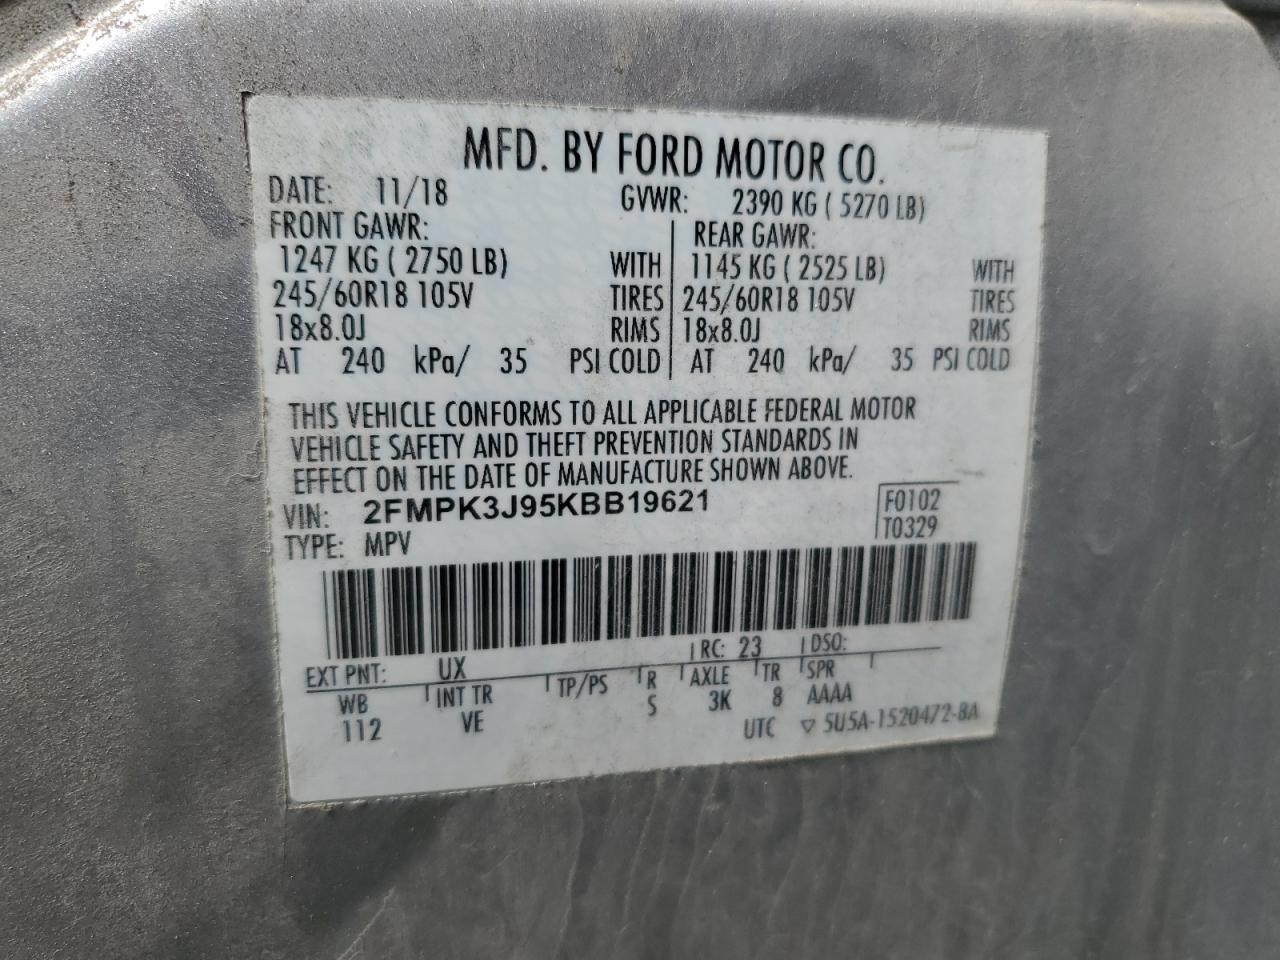 MFD. BY FORD MOTOR CO.
DATE: 11/18 GVWR: 2390 KG ( 5270 LB)
FRONT GAWR: REAR GAWR:
1247 KG ( 2750 LB) WITH 1145 KG ( 2525 LB) WITH
245/60R18 105V TIRES 245/60R18 105V TIRES
18x8.0J RIMS 18x8.0J RIMS
AT 240 kPa/ 35 PSI COLD AT 240 kPa/ 35 PSI COLD
THIS VEHICLE CONFORMS TO ALL APPLICABLE FEDERAL MOTOR
VEHICLE SAFETY AND THEFT PREVENTION STANDARDS IN
EFFECT ON THE DATE OF MANUFACTURE SHOWN ABOVE.
VIN: 2FMPK3J95KBB19621 F0102
TYPE: MPV T0329
EXT PNT: UX RC: 23 DSO:
WB INT TR TP/PS R AXLE TR SPR
112 VE S 3K 8 AAAA
UTC ▽ 5U5A-1520472-BA